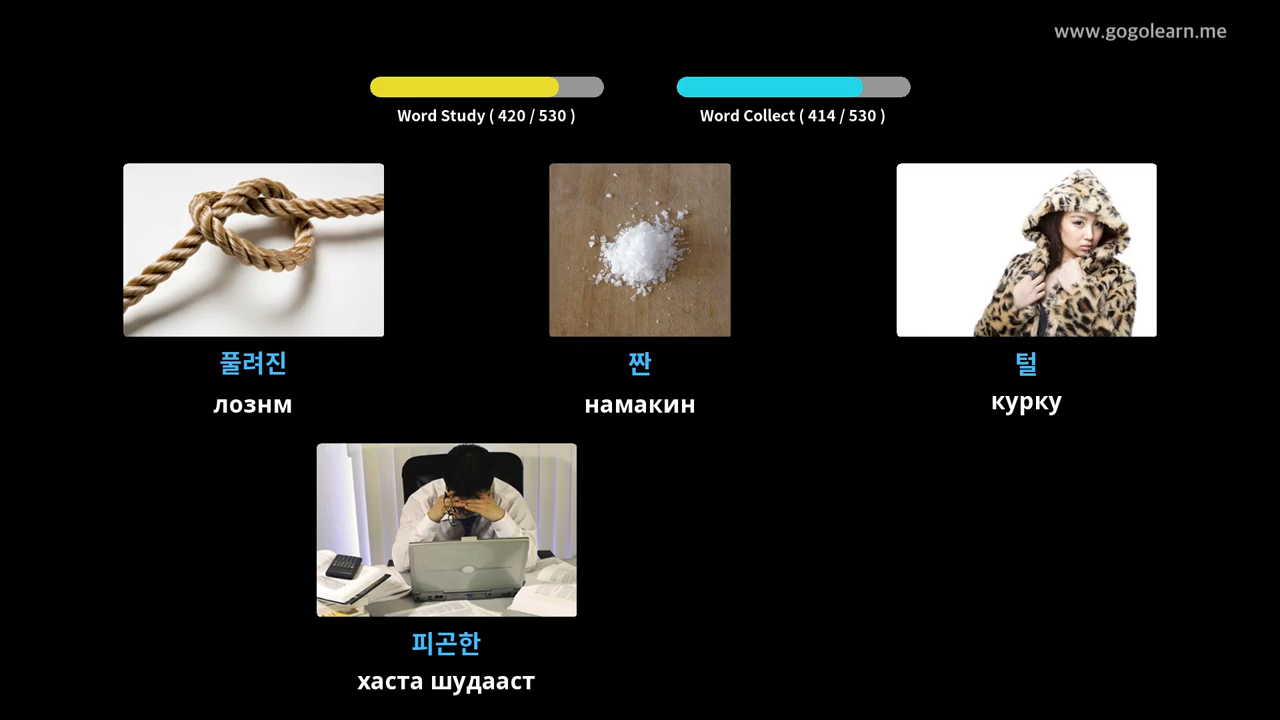 www.gogolearn.me
Word Study ( 420 / 530 )
Word Collect ( 414 / 530 )
풀려진
лознм
짠
намакин
털
курку
피곤한
хаста шудааст